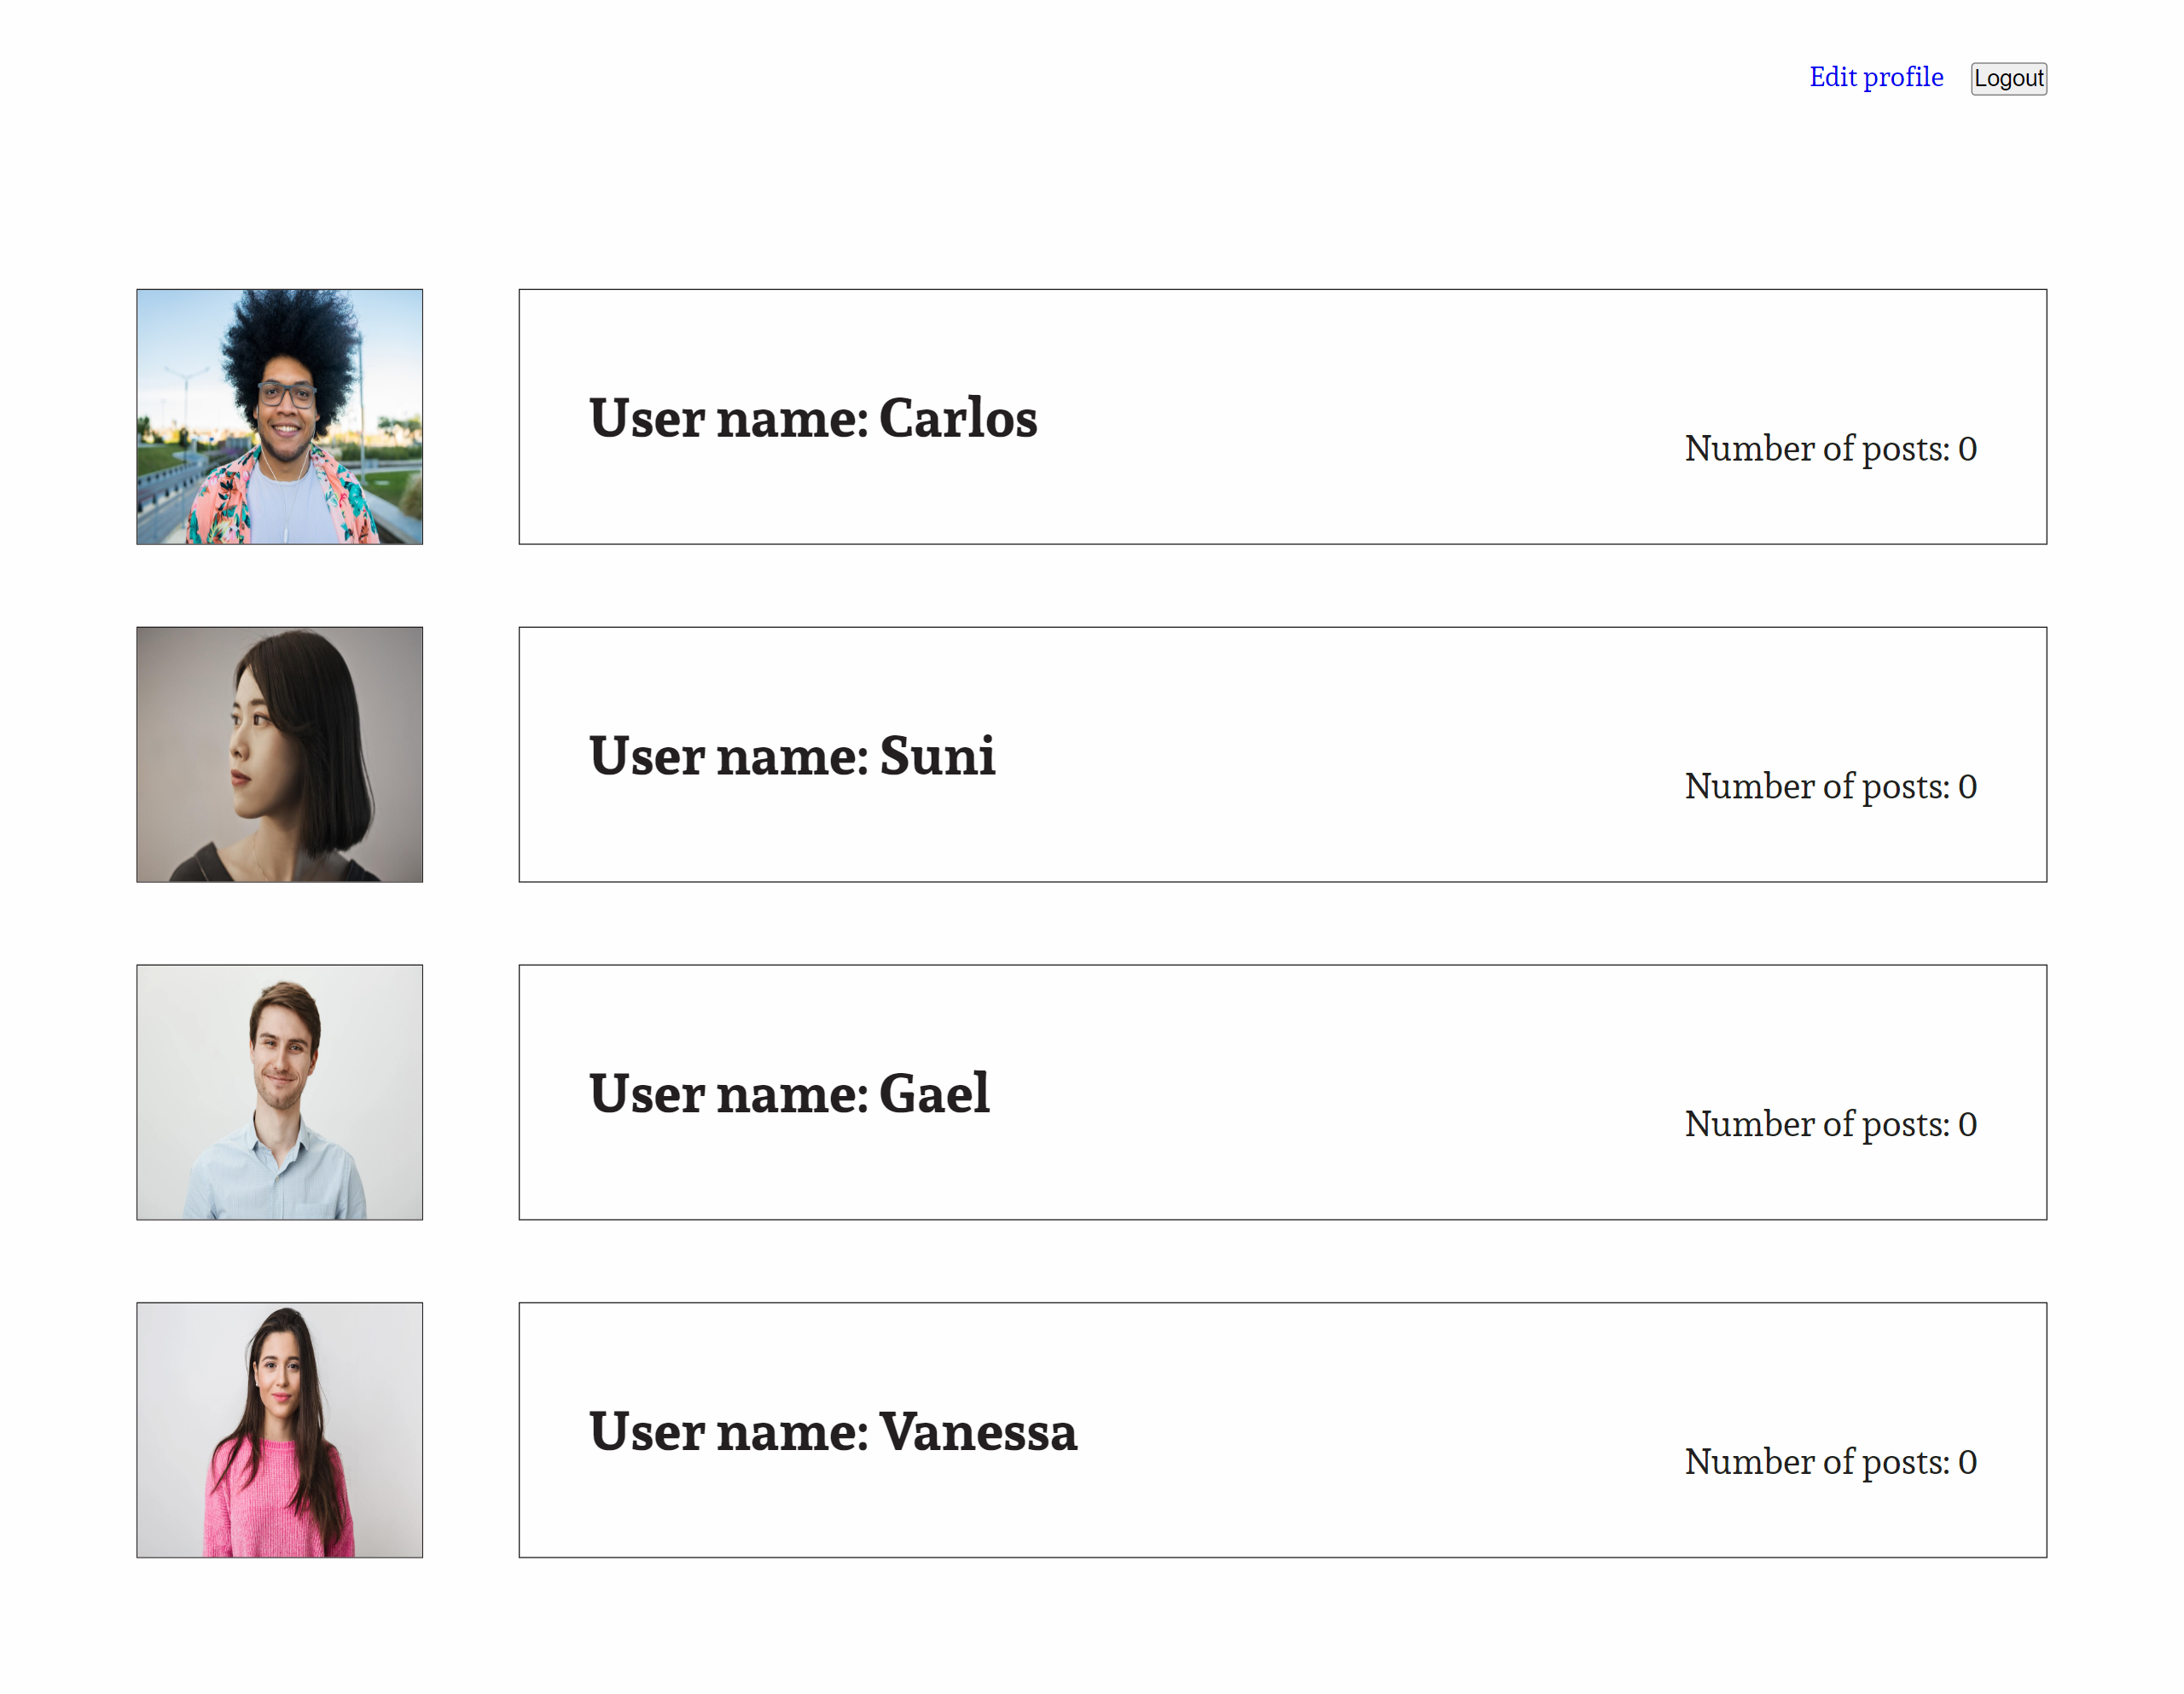 Edit profile Logout
User name: Carlos
Number of posts: 0
User name: Suni
Number of posts: 0
User name: Gael
Number of posts: 0
User name: Vanessa
Number of posts: 0